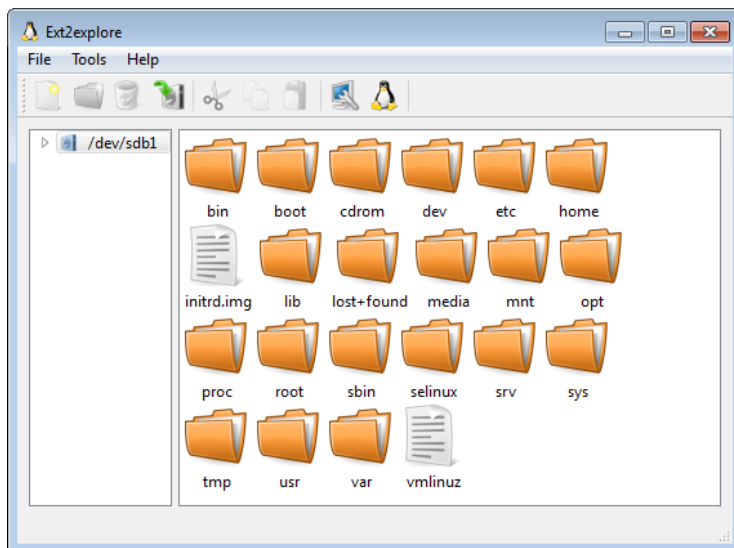 Ext2explore
File Tools Help
/dev/sdb1
bin boot cdrom dev etc home
initrd.img lib lost+found media mnt opt
proc root sbin selinux srv sys
tmp usr var vmlinuz